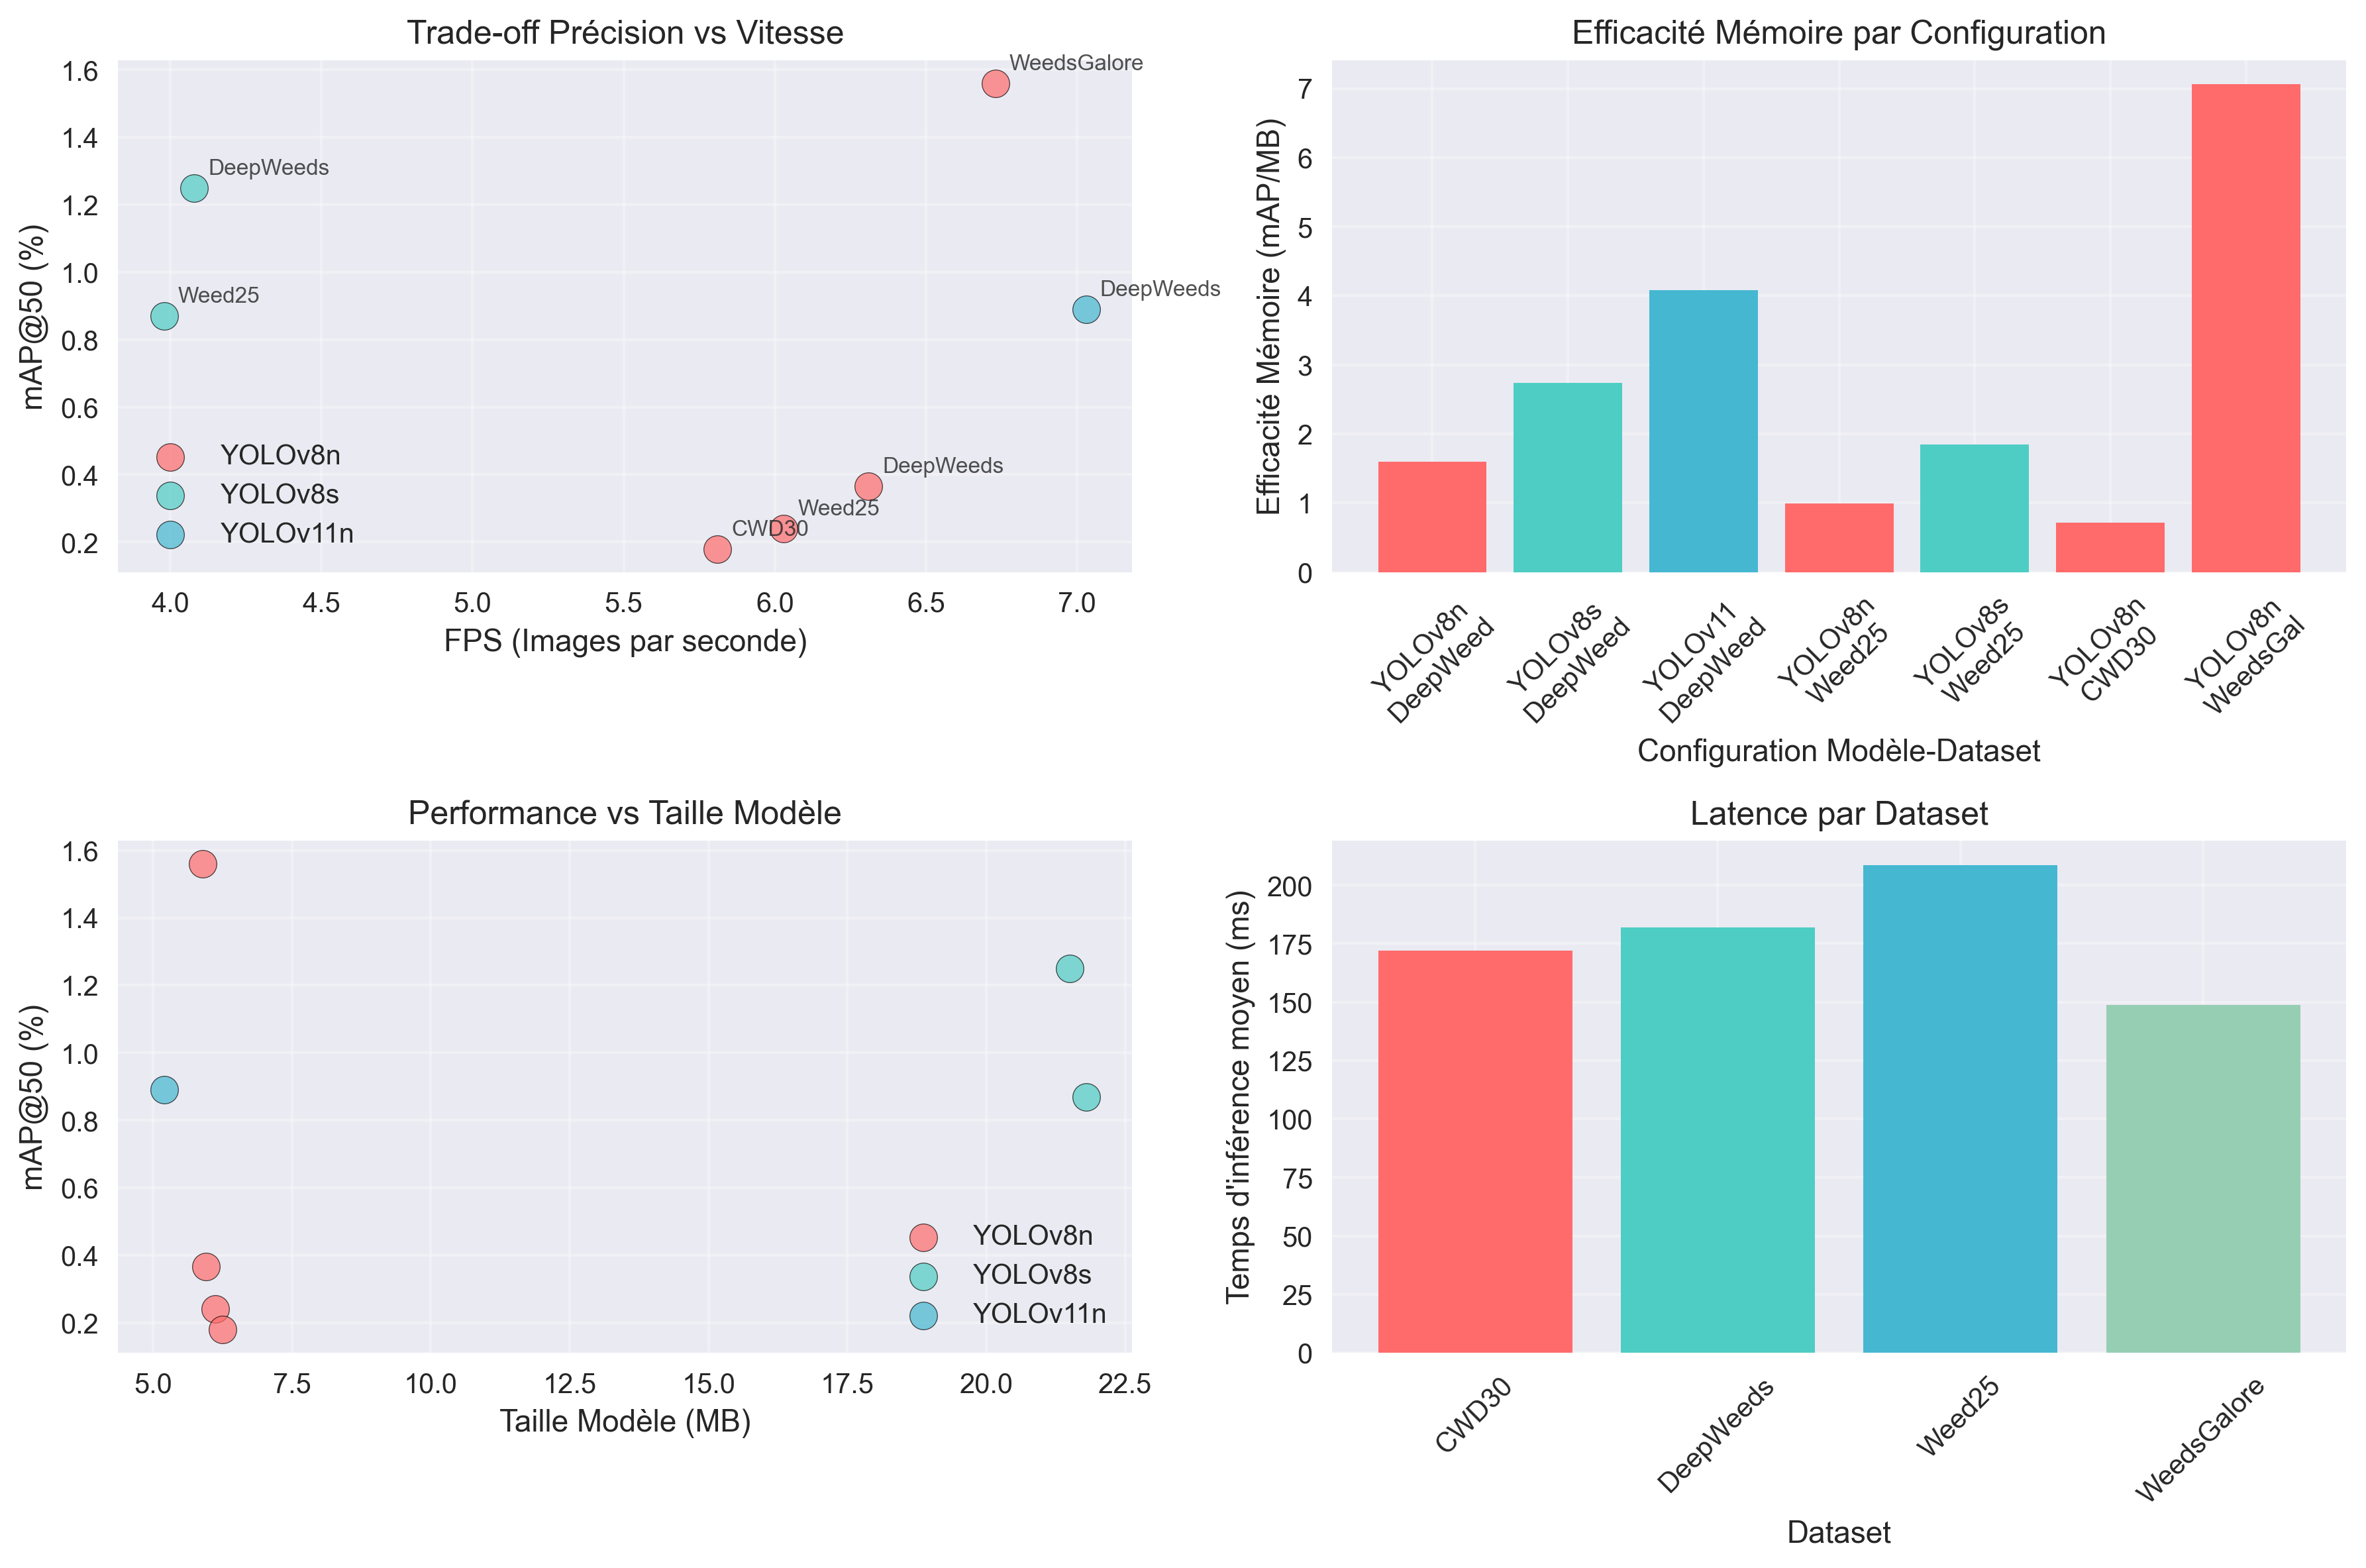 Trade-off Précision vs Vitesse
mAP@50 (%)
1.6
1.4
1.2
1.0
0.8
0.6
0.4
0.2
WeedsGalore
DeepWeeds
Weed25
DeepWeeds
DeepWeeds
Weed25
CWD30
YOLOv8n
YOLOv8s
YOLOv11n
4.0 4.5 5.0 5.5 6.0 6.5 7.0
FPS (Images par seconde)
Efficacité Mémoire par Configuration
Efficacité Mémoire (mAP/MB)
7
6
5
4
3
2
1
0
YOLOv8n
DeepWeed
YOLOv8s
DeepWeed
YOLOv11
DeepWeed
YOLOv8n
Weed25
YOLOv8s
Weed25
YOLOv8n
CWD30
YOLOv8n
WeedsGal
Configuration Modèle-Dataset
Performance vs Taille Modèle
mAP@50 (%)
1.6
1.4
1.2
1.0
0.8
0.6
0.4
0.2
YOLOv8n
YOLOv8s
YOLOv11n
5.0 7.5 10.0 12.5 15.0 17.5 20.0 22.5
Taille Modèle (MB)
Latence par Dataset
Temps d'inférence moyen (ms)
200
175
150
125
100
75
50
25
0
CWD30
DeepWeeds
Weed25
WeedsGalore
Dataset